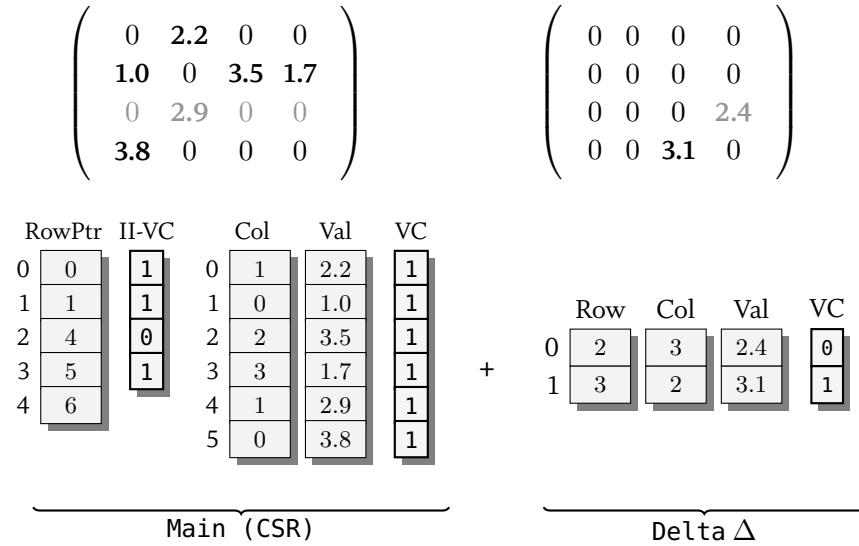 0 2.2 0 0
1.0 0 3.5 1.7
0 2.9 0 0
3.8 0 0 0
0 0 0 0
0 0 0 0
0 0 0 2.4
0 0 3.1 0
RowPtr II-VC Col Val VC
0 0 1 0 1 2.2 1
1 1 1 1 0 1.0 1
2 4 0 2 2 3.5 1
3 5 1 3 3 1.7 1
4 6 4 1 2.9 1
5 0 3.8 1
+
Row Col Val VC
0 2 3 2.4 0
1 3 2 3.1 1
Main (CSR)
Delta Δ